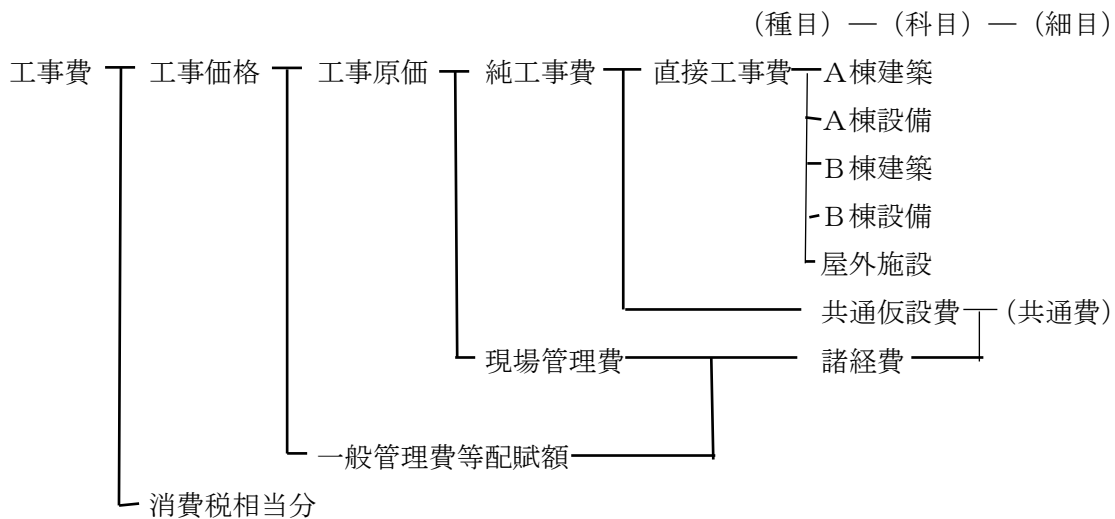 （種目）―（科目）―（細目）
工事費 工事価格 工事原価 純工事費 直接工事費 Ａ棟建築
Ａ棟設備
Ｂ棟建築
Ｂ棟設備
屋外施設
共通仮設費 （共通費）
現場管理費 諸経費
一般管理費等配賦額
消費税相当分